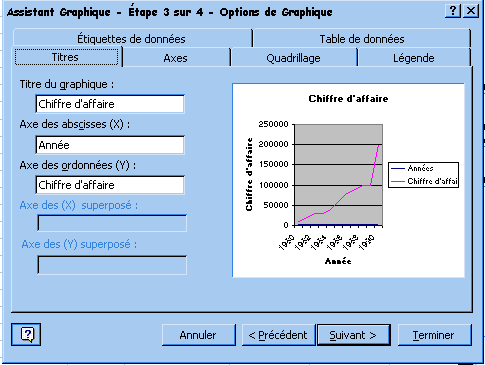 Assistant Graphique - Étape 3 sur 4 - Options de Graphique
Étiquettes de données
Table de données
Titres
Axes
Quadrillage
Légende
Titre du graphique :
Chiffre d'affaire
Axe des abscisses (X) :
Année
Axe des ordonnées (Y) :
Chiffre d'affaire
Axe des (X) superposé :
Axe des (Y) superposé :
Chiffre d'affaire
Chiffre d'affaire
250000
200000
150000
100000
50000
0
1980
1982
1984
1986
1988
1990
Année
Années
Chiffre d'affai
Annuler
< Précédent
Suivant >
Terminer